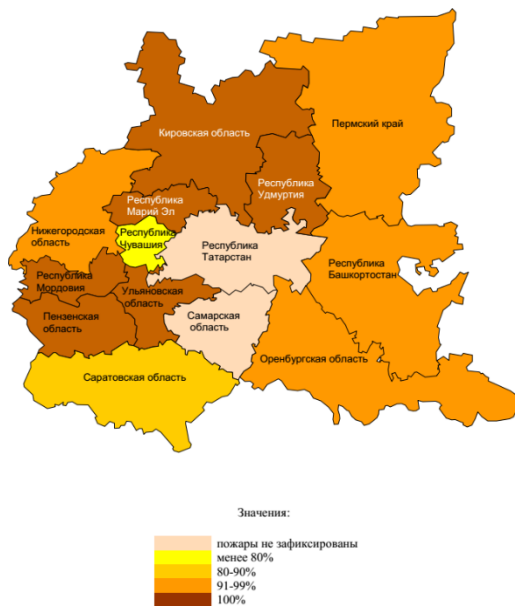 Пермский край
Кировская область
Республика
Удмуртия
Республика
Марий Эл
Нижегородская
область
Республика
Чувашия
Республика
Татарстан
Республика
Башкортостан
Республика
Мордовия
Ульяновская
область
Пензенская
область
Самарская
область
Оренбургская область
Саратовская область
Значения:
пожары не зафиксированы
менее 80%
80-90%
91-99%
100%